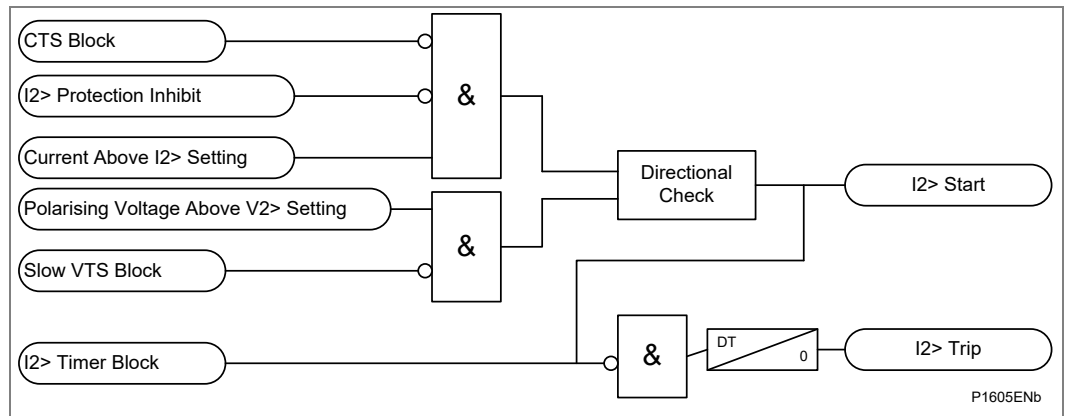 CTS Block
&
I2> Protection Inhibit
Current Above I2> Setting
Directional
Check
I2> Start
Polarising Voltage Above V2> Setting
&
Slow VTS Block
I2> Timer Block
&
DT
0
I2> Trip
P1605ENb